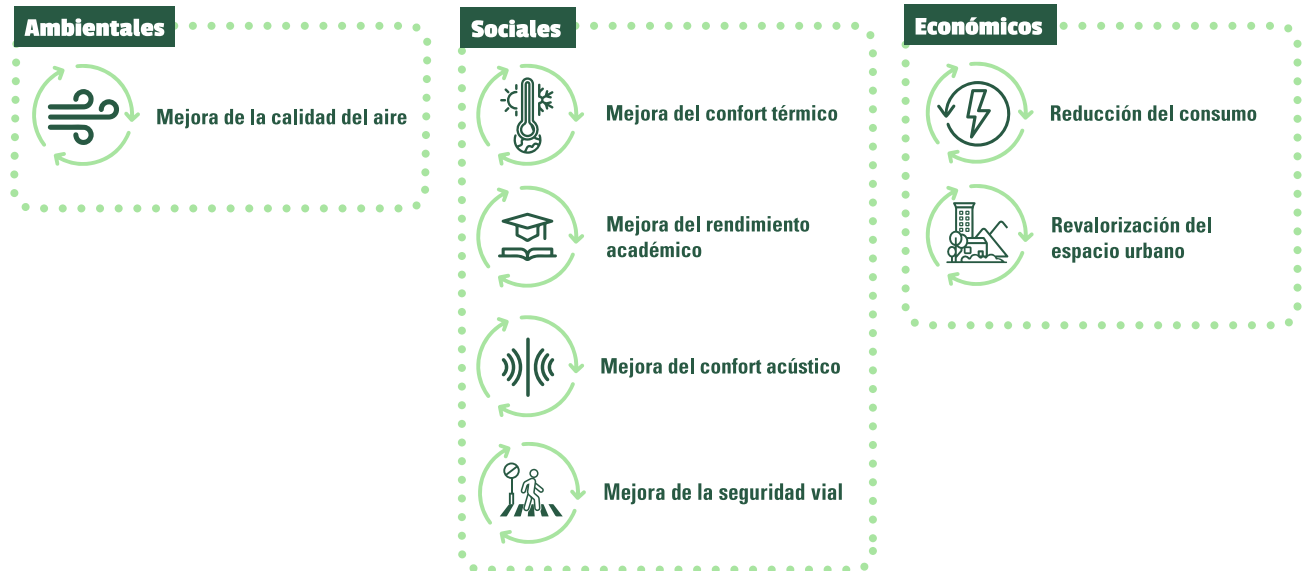 Ambientales
Mejora de la calidad del aire
Sociales
Mejora del confort térmico
Mejora del rendimiento
académico
Mejora del confort acústico
Mejora de la seguridad vial
Económicos
Reducción del consumo
Revalorización del
espacio urbano